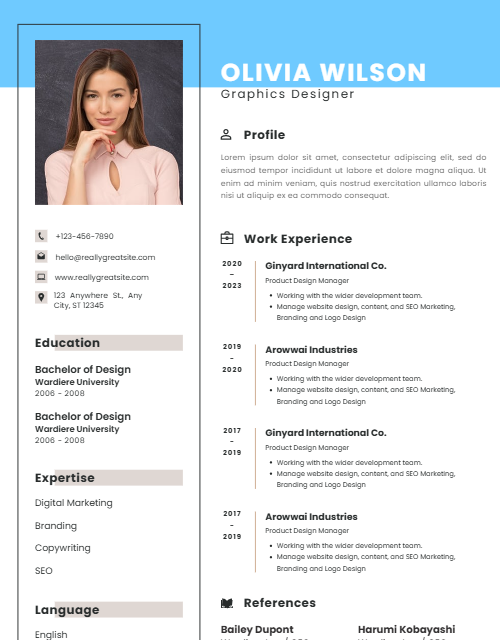 OLIVIA WILSON
Graphics Designer
+123-456-7890
hello@reallygreatsite.com
www.reallygreatsite.com
123 Anywhere St., Any
City, ST 12345
Education
Bachelor of Design
Wardiere University
2006 - 2008
Bachelor of Design
Wardiere University
2006 - 2008
Expertise
Digital Marketing
Branding
Copywriting
SEO
Language
English
Profile
Lorem ipsum dolor sit amet, consectetur adipiscing elit, sed do
eiusmod tempor incididunt ut labore et dolore magna aliqua. Ut
enim ad minim veniam, quis nostrud exercitation ullamco laboris
nisi ut aliquip ex ea commodo consequat.
Work Experience
2020
-
2023
Ginyard International Co.
Product Design Manager
• Working with the wider development team.
• Manage website design, content, and SEO Marketing,
Branding and Logo Design
2019
-
2020
Arowwai Industries
Product Design Manager
• Working with the wider development team.
• Manage website design, content, and SEO Marketing,
Branding and Logo Design
2017
-
2019
Ginyard International Co.
Product Design Manager
• Working with the wider development team.
• Manage website design, content, and SEO Marketing,
Branding and Logo Design
2017
-
2019
Arowwai Industries
Product Design Manager
• Working with the wider development team.
• Manage website design, content, and SEO Marketing,
Branding and Logo Design
References
Bailey Dupont
Harumi Kobayashi